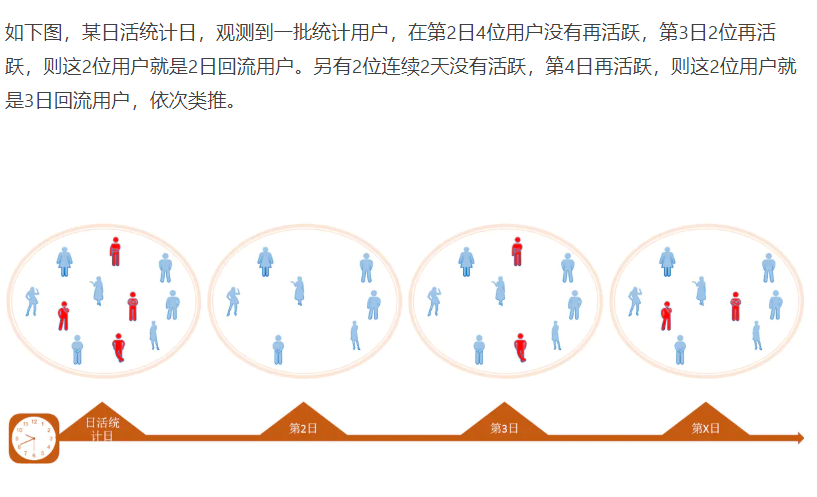 如下图，某日活统计日，观测到一批统计用户，在第2日4位用户没有再活跃，第3日2位再活
跃，则这2位用户就是2日回流用户。另有2位连续2天没有活跃，第4日再活跃，则这2位用户就
是3日回流用户，依次类推。
日活统
计日
第2日
第3日
第X日